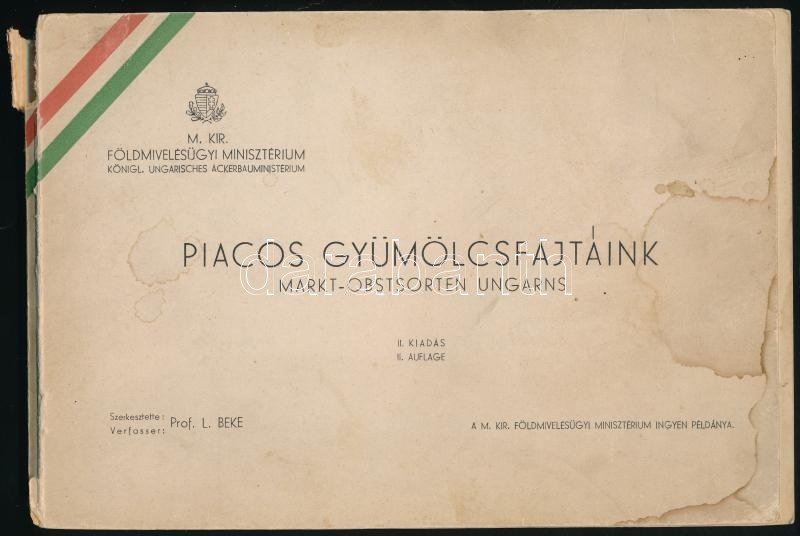 M. KIR.
FÖLDMIVELÉSÜGYI MINISZTÉRIUM
KÖNIGL. UNGARISCHES ACKERBAUMINISTERIUM
PIACOS GYÜMÖLCSFAJTÁINK
darabanth
MARKT-OBSTSORTEN UNGARNS
II. KIADÁS
II. AUFLAGE
Szerkesztette:
Verfasser: Prof. L. BEKE
A M. KIR. FÖLDMIVELÉSÜGYI MINISZTÉRIUM INGYEN PÉLDÁNYA.